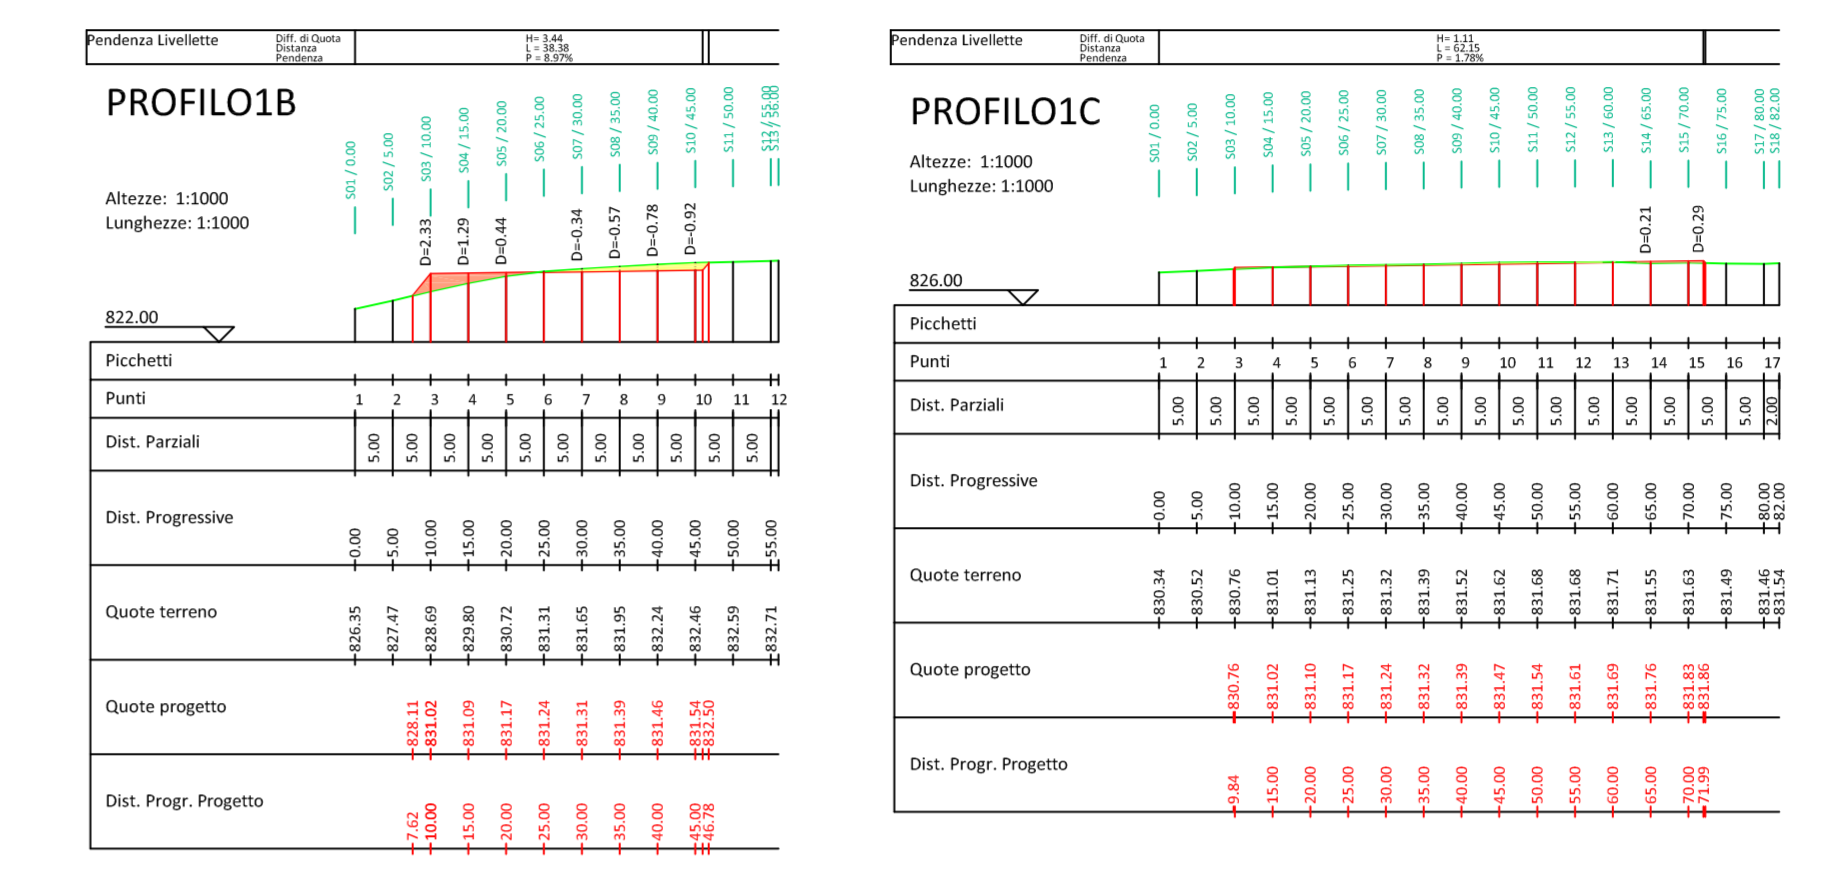 Pendenza Livellette
Diff. di Quota
Distanza
Pendenza
H= 3.44
L = 38.38
P = 8.97%
PROFILO1B
Altezze: 1:1000
Lunghezze: 1:1000
S01 / 0.00
S02 / 5.00
S03 / 10.00
S04 / 15.00
S05 / 20.00
S06 / 25.00
S07 / 30.00
S08 / 35.00
S09 / 40.00
S10 / 45.00
S11 / 50.00
S12 / 55.00
S13 / 56.00
D=2.33
D=1.29
D=0.44
D=-0.34
D=-0.57
D=-0.78
D=-0.92
822.00
Picchetti
Punti 1 2 3 4 5 6 7 8 9 10 11 12
Dist. Parziali 5.00 5.00 5.00 5.00 5.00 5.00 5.00 5.00 5.00 5.00 5.00
Dist. Progressive 0.00 5.00 10.00 15.00 20.00 25.00 30.00 35.00 40.00 45.00 50.00 55.00
Quote terreno 826.35 827.47 828.69 829.80 830.72 831.31 831.65 831.95 832.24 832.46 832.59 832.71
Quote progetto 828.11 831.02 831.09 831.17 831.24 831.31 831.39 831.46 831.54 832.50
Dist. Progr. Progetto 7.62 10.00 15.00 20.00 25.00 30.00 35.00 40.00 45.00 46.78
Pendenza Livellette
Diff. di Quota
Distanza
Pendenza
H= 1.11
L = 62.15
P = 1.78%
PROFILO1C
Altezze: 1:1000
Lunghezze: 1:1000
S01 / 0.00
S02 / 5.00
S03 / 10.00
S04 / 15.00
S05 / 20.00
S06 / 25.00
S07 / 30.00
S08 / 35.00
S09 / 40.00
S10 / 45.00
S11 / 50.00
S12 / 55.00
S13 / 60.00
S14 / 65.00
S15 / 70.00
S16 / 75.00
S17 / 80.00
S18 / 82.00
D=0.21
D=0.29
826.00
Picchetti
Punti 1 2 3 4 5 6 7 8 9 10 11 12 13 14 15 16 17
Dist. Parziali 5.00 5.00 5.00 5.00 5.00 5.00 5.00 5.00 5.00 5.00 5.00 5.00 5.00 5.00 5.00 5.00 2.00
Dist. Progressive 0.00 5.00 10.00 15.00 20.00 25.00 30.00 35.00 40.00 45.00 50.00 55.00 60.00 65.00 70.00 75.00 80.00 82.00
Quote terreno 830.34 830.52 830.76 831.01 831.13 831.25 831.32 831.39 831.52 831.62 831.68 831.68 831.71 831.55 831.63 831.49 831.46 831.54
Quote progetto 830.76 831.02 831.10 831.17 831.24 831.32 831.39 831.47 831.54 831.61 831.69 831.76 831.83 831.86
Dist. Progr. Progetto 9.84 15.00 20.00 25.00 30.00 35.00 40.00 45.00 50.00 55.00 60.00 65.00 70.00 71.99